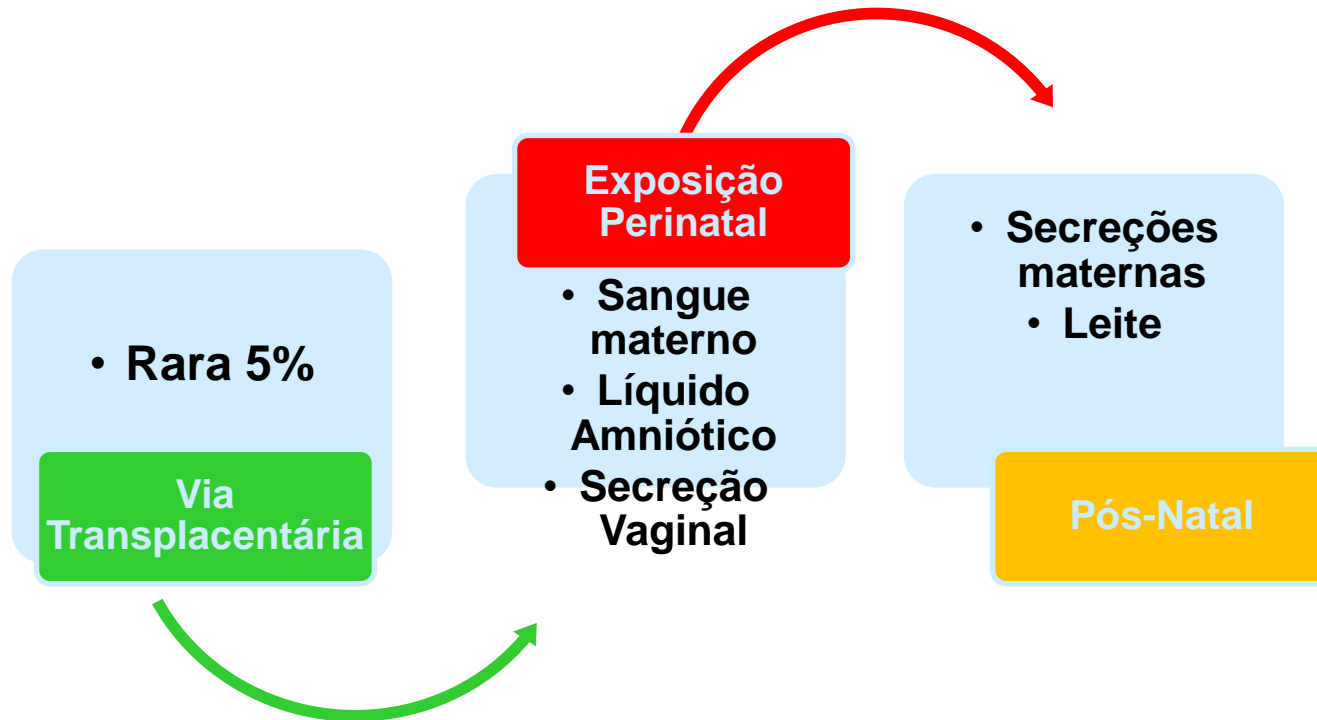 • Rara 5%
Via
Transplacentária
Exposição
Perinatal
• Sangue
materno
• Líquido
Amniótico
• Secreção
Vaginal
• Secreções
maternas
• Leite
Pós-Natal